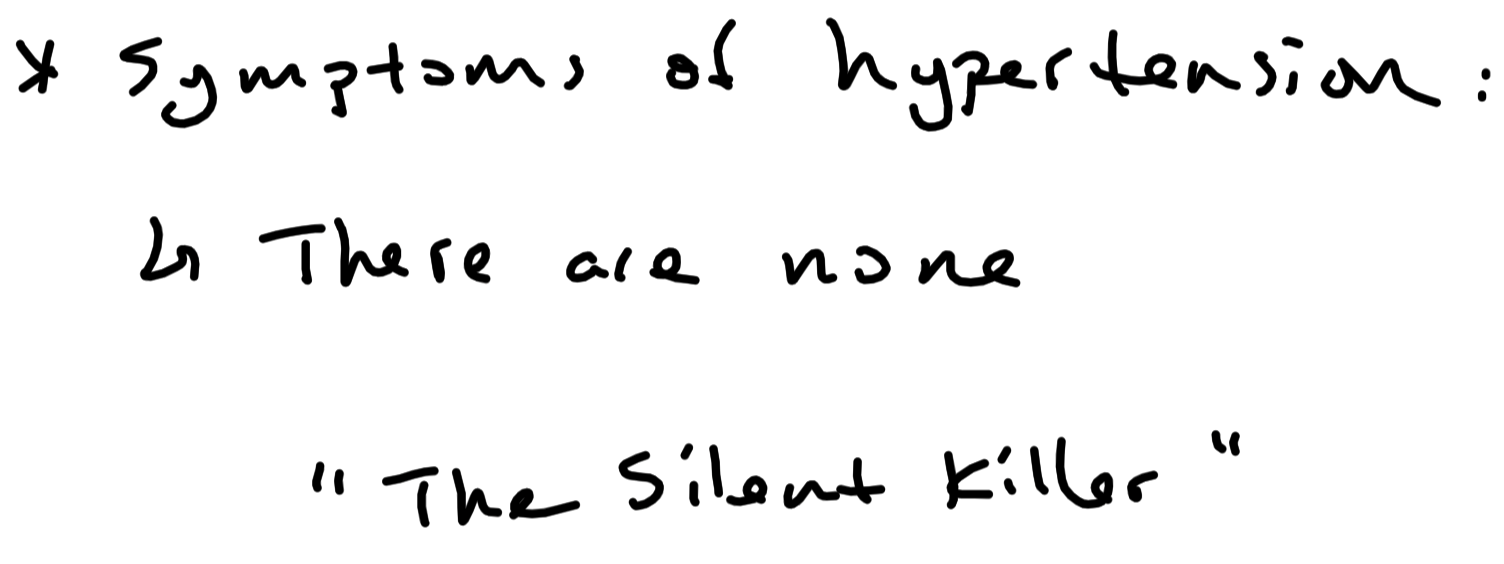 * Symptoms of hypertension:
↳ There are none
"The Silent Killer"